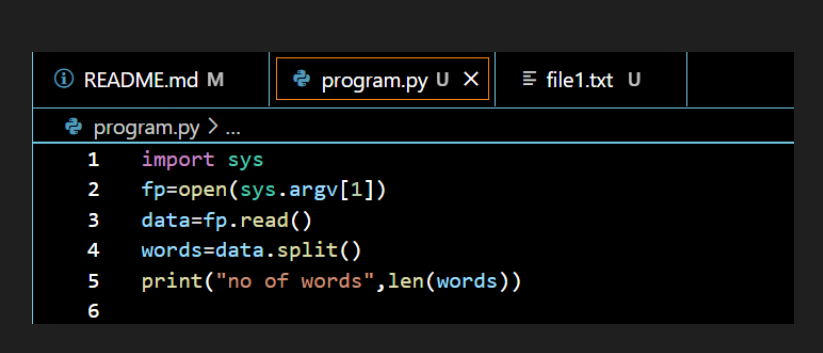 README.md M program.py U file1.txt U
program.py > ...
1 import sys
2 fp=open(sys.argv[1])
3 data=fp.read()
4 words=data.split()
5 print("no of words",len(words))
6